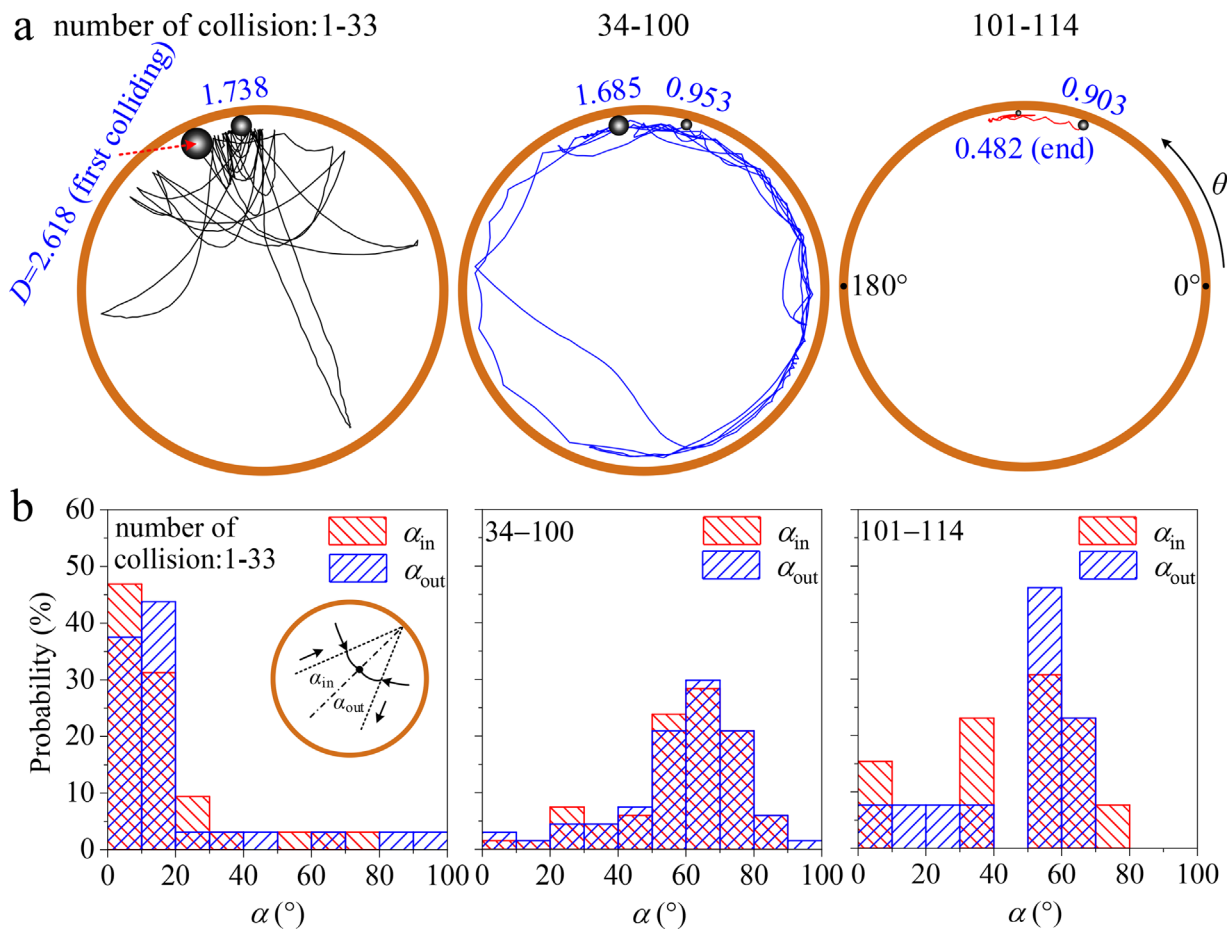 a number of collision:1-33 34-100 101-114
D=2.618 (first colliding)
1.738
1.685 0.953
0.903
0.482 (end)
θ
180° 0°
b
Probability (%)
60
50
40
30
20
10
0
number of
collision:1-33
α_in
α_out
α_in
α_out
0 20 40 60 80 100
α (°)
34–100
α_in
α_out
0 20 40 60 80 100
α (°)
101–114
α_in
α_out
0 20 40 60 80 100
α (°)